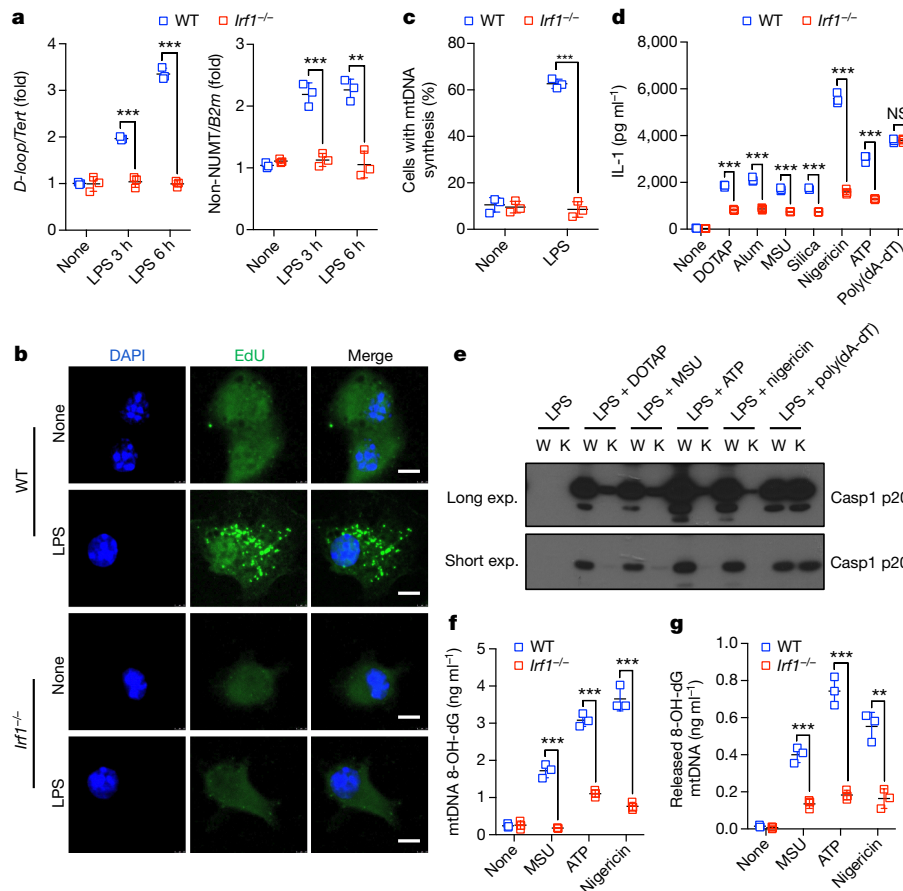 a
WT Irf1–/–
D-loop/Tert (fold)
4
3
2
1
0
None
LPS 3 h
LPS 6 h
***
***
Non-NUMT/B2m (fold)
3
2
1
0
None
LPS 3 h
LPS 6 h
***
**
c
WT Irf1–/–
Cells with mtDNA
synthesis (%)
80
60
40
20
0
None
LPS
***
d
WT Irf1–/–
IL-1 (pg ml–1)
8,000
6,000
4,000
2,000
0
None
DOTAP
Alum
MSU
Silica
Nigericin
ATP
Poly(dA-dT)
***
***
***
***
***
***
NS
b
DAPI EdU Merge
WT
None
LPS
Irf1–/–
None
LPS
e
LPS
LPS + DOTAP
LPS + MSU
LPS + ATP
LPS + nigericin
LPS + poly(dA-dT)
W K W K W K W K W K W K
Long exp. Casp1 p20
Short exp. Casp1 p20
f
WT
Irf1–/–
mtDNA 8-OH-dG (ng ml–1)
5
4
3
2
1
0
None
MSU
ATP
Nigericin
***
***
***
g
WT
Irf1–/–
Released 8-OH-dG
mtDNA (ng ml–1)
1.0
0.8
0.6
0.4
0.2
0
None
MSU
ATP
Nigericin
***
***
**